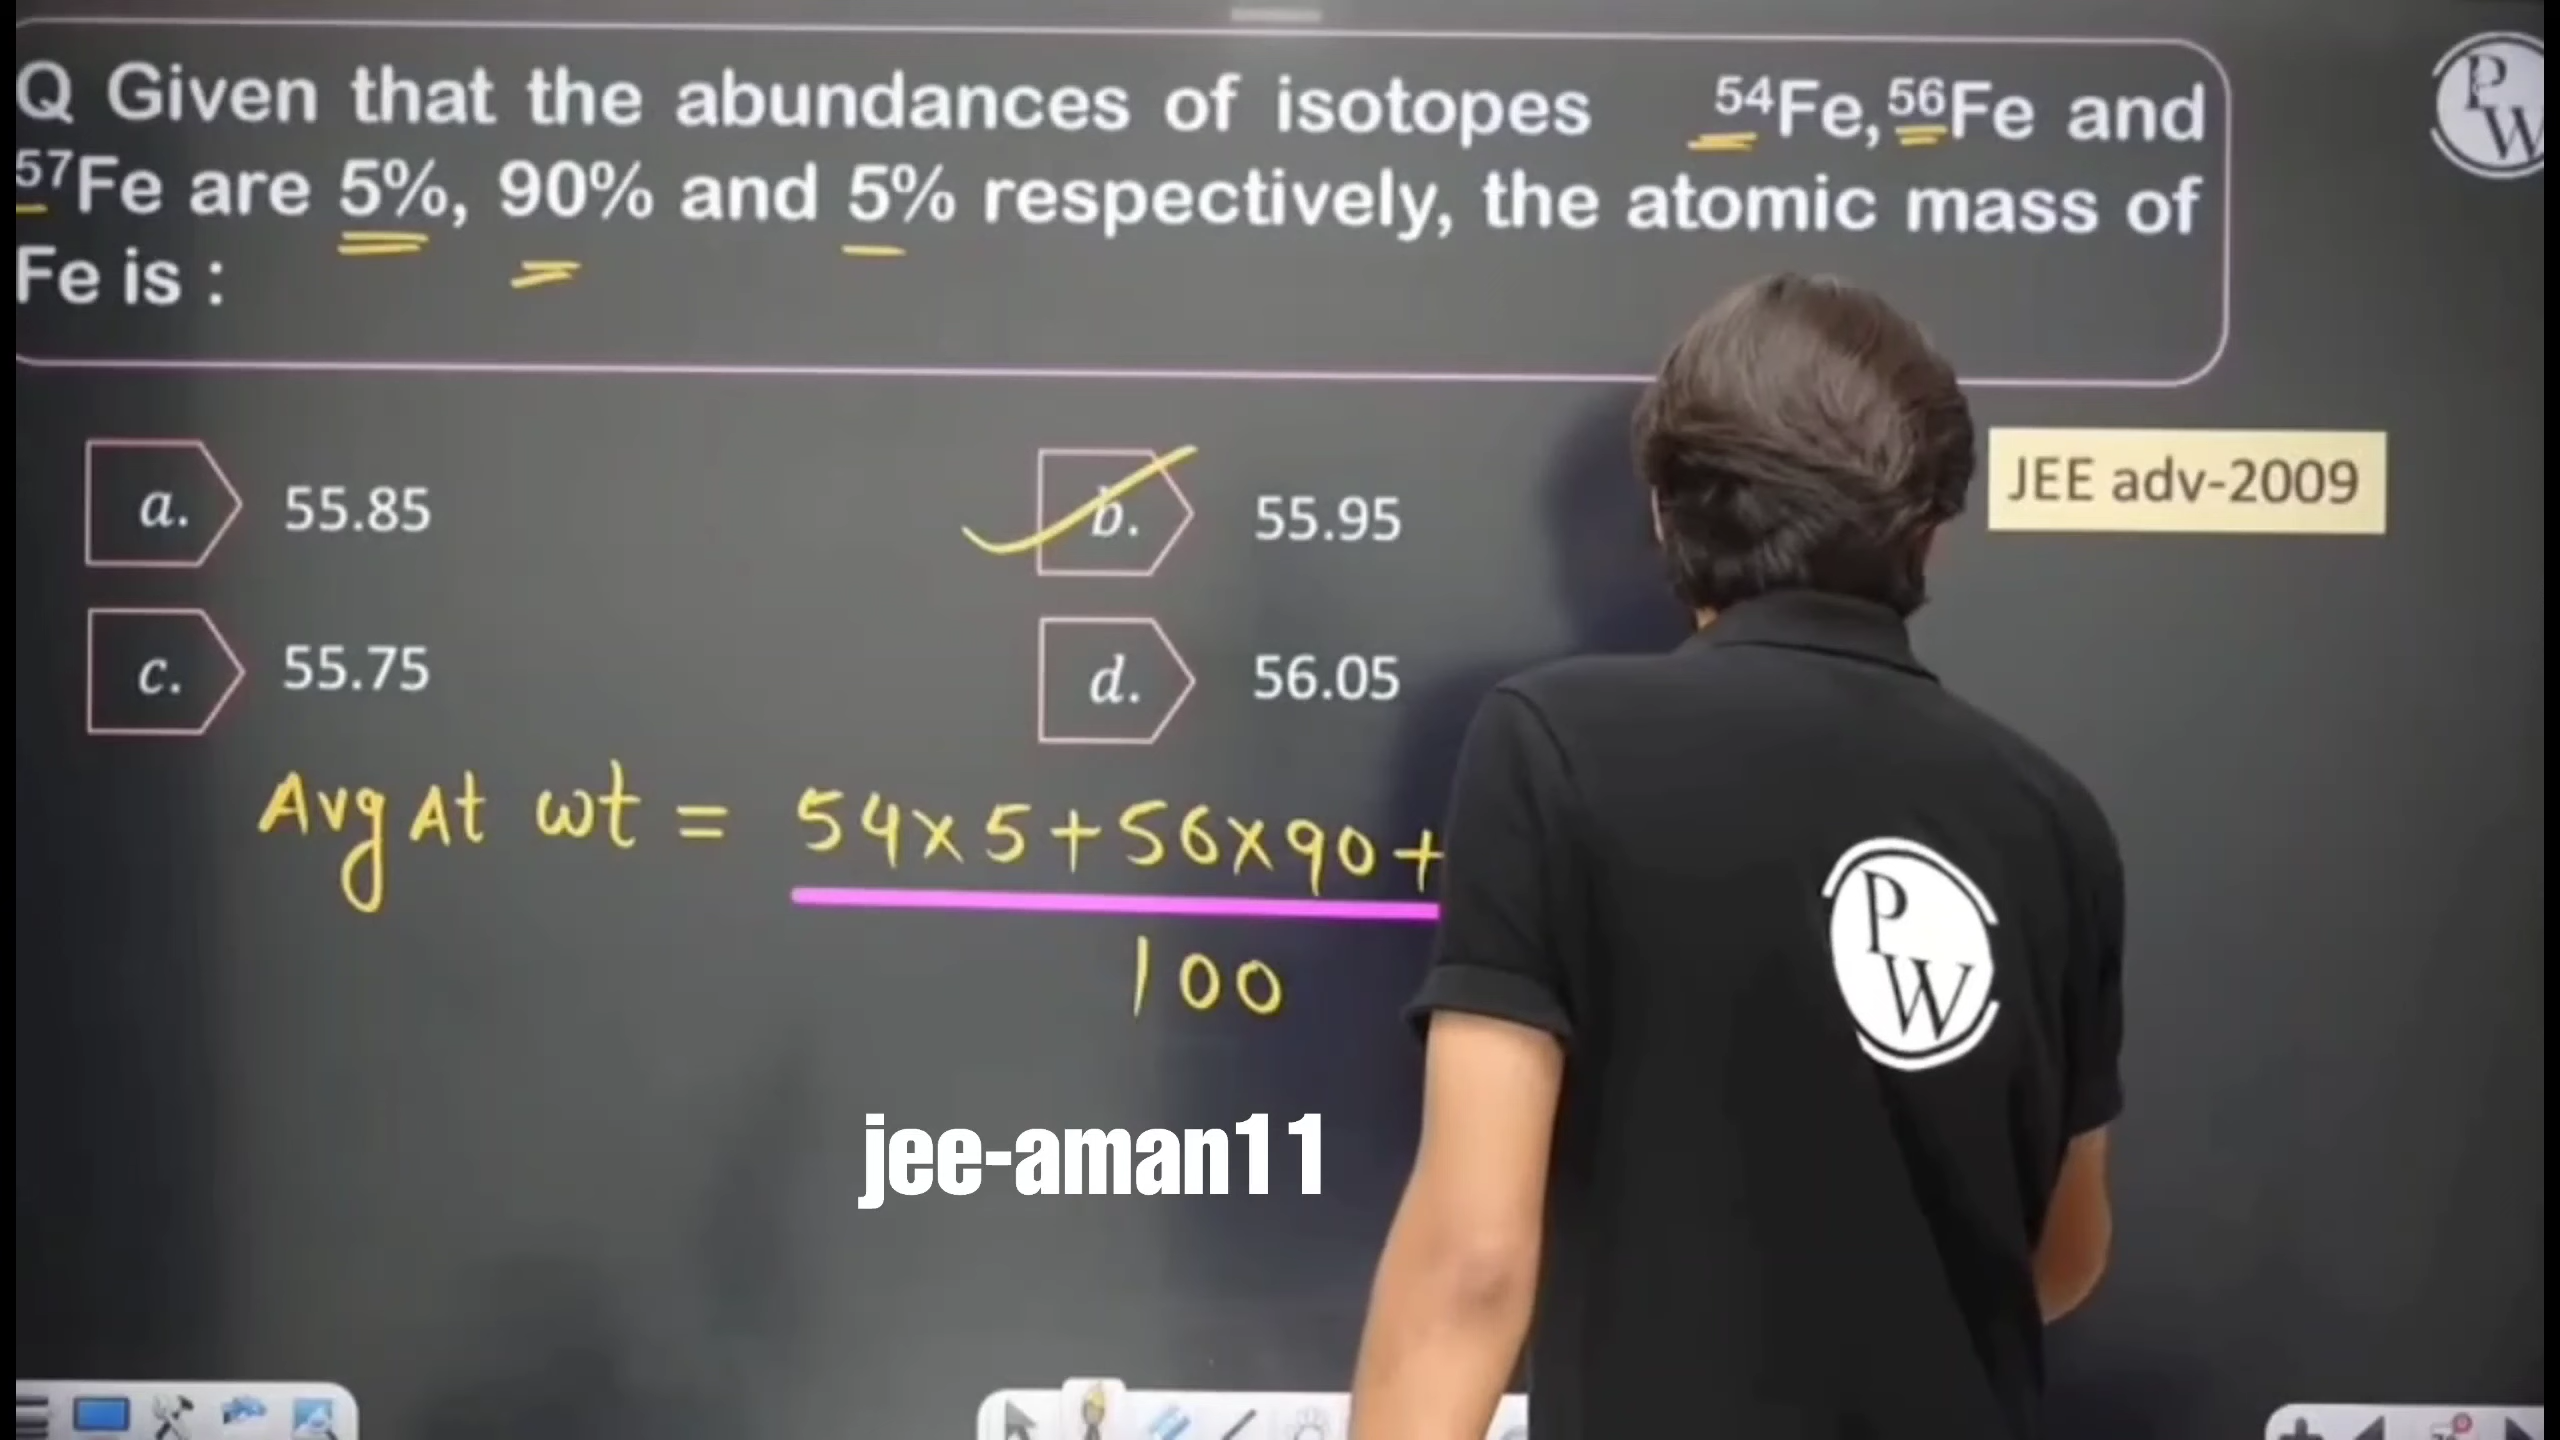 Q Given that the abundances of isotopes ⁵⁴Fe, ⁵⁶Fe and
⁵⁷Fe are 5%, 90% and 5% respectively, the atomic mass of
Fe is :
PW
a. 55.85
b. 55.95
JEE adv-2009
c. 55.75
d. 56.05
Avg At wt = 54×5+56×90+
100
PW
jee-aman11